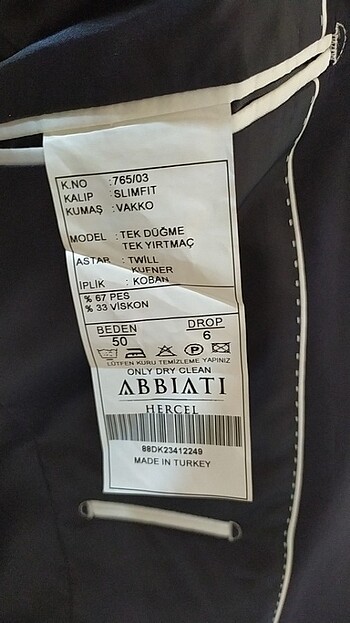 K.NO : 765/03
KALIP : SLIMFIT
KUMAŞ : VAKKO
MODEL : TEK DÜĞME
TEK YIRTMAÇ
ASTAR : TWILL
KUFNER
İPLİK : KOBAN
% 67 PES
% 33 VİSKON
BEDEN DROP
50 6
P
LÜTFEN KURU TEMİZLEME YAPINIZ
ONLY DRY CLEAN
ABBIATI
HERCEL
88DK23412249
MADE IN TURKEY